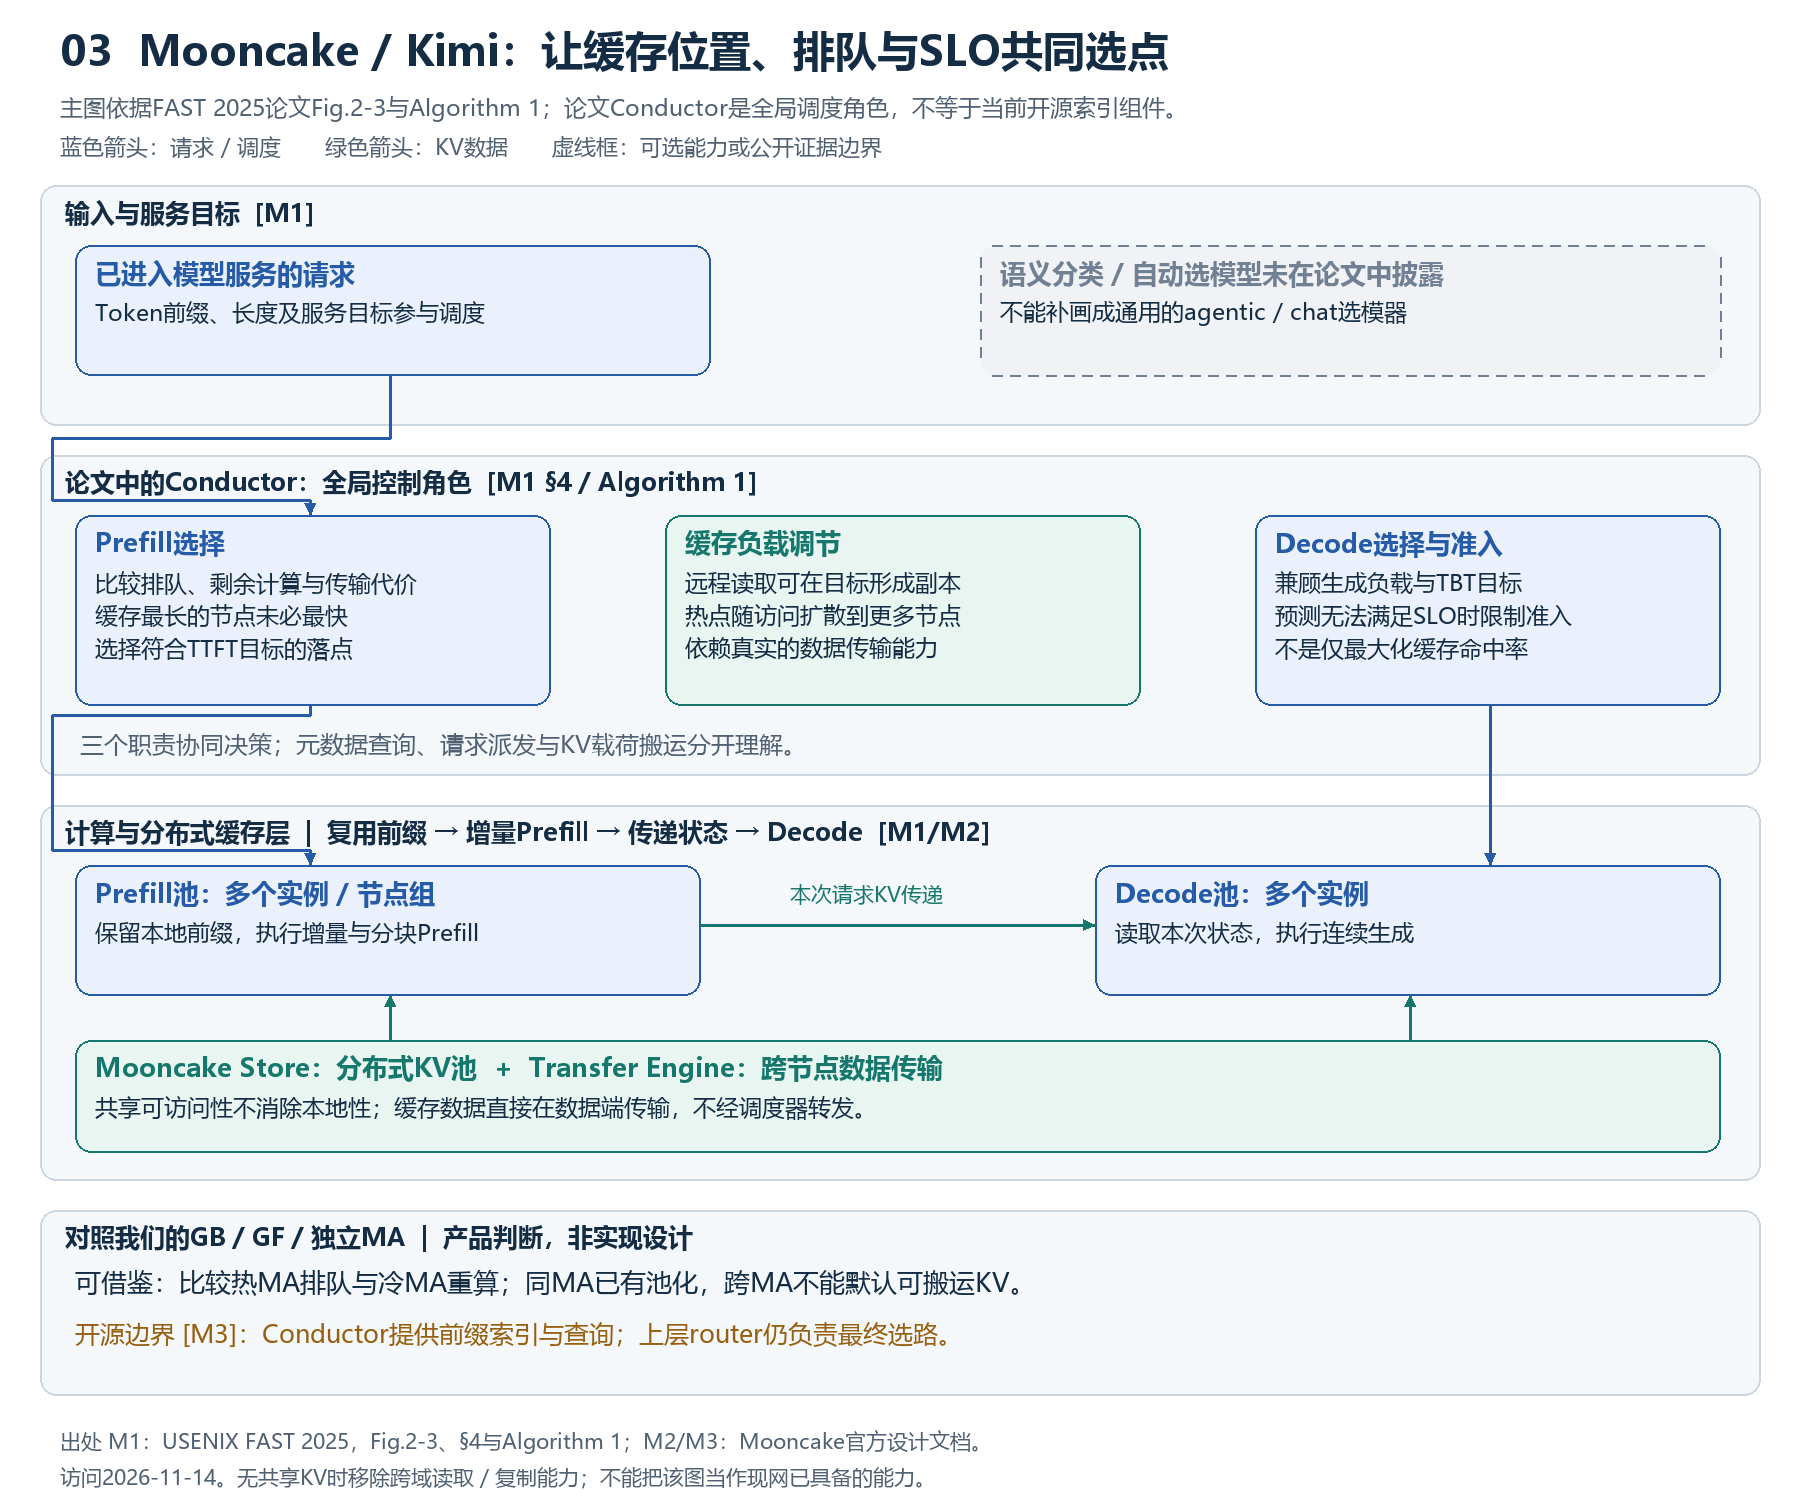 03 Mooncake / Kimi：让缓存位置、排队与SLO共同选点
主图依据FAST 2025论文Fig.2-3与Algorithm 1；论文Conductor是全局调度角色，不等于当前开源索引组件。
蓝色箭头：请求 / 调度 绿色箭头：KV数据 虚线框：可选能力或公开证据边界
输入与服务目标 [M1]
已进入模型服务的请求
Token前缀、长度及服务目标参与调度
语义分类 / 自动选模型未在论文中披露
不能补画成通用的agentic / chat选模器
论文中的Conductor：全局控制角色 [M1 §4 / Algorithm 1]
Prefill选择
比较排队、剩余计算与传输代价
缓存最长的节点未必最快
选择符合TTFT目标的落点
缓存负载调节
远程读取可在目标形成副本
热点随访问扩散到更多节点
依赖真实的数据传输能力
Decode选择与准入
兼顾生成负载与TBT目标
预测无法满足SLO时限制准入
不是仅最大化缓存命中率
三个职责协同决策；元数据查询、请求派发与KV载荷搬运分开理解。
计算与分布式缓存层 | 复用前缀 → 增量Prefill → 传递状态 → Decode [M1/M2]
Prefill池：多个实例 / 节点组
保留本地前缀，执行增量与分块Prefill
本次请求KV传递
Decode池：多个实例
读取本次状态，执行连续生成
Mooncake Store：分布式KV池 + Transfer Engine：跨节点数据传输
共享可访问性不消除本地性；缓存数据直接在数据端传输，不经调度器转发。
对照我们的GB / GF / 独立MA | 产品判断，非实现设计
可借鉴：比较热MA排队与冷MA重算；同MA已有池化，跨MA不能默认可搬运KV。
开源边界 [M3]：Conductor提供前缀索引与查询；上层router仍负责最终选路。
出处 M1：USENIX FAST 2025，Fig.2-3、§4与Algorithm 1；M2/M3：Mooncake官方设计文档。
访问2026-11-14。无共享KV时移除跨域读取 / 复制能力；不能把该图当作现网已具备的能力。